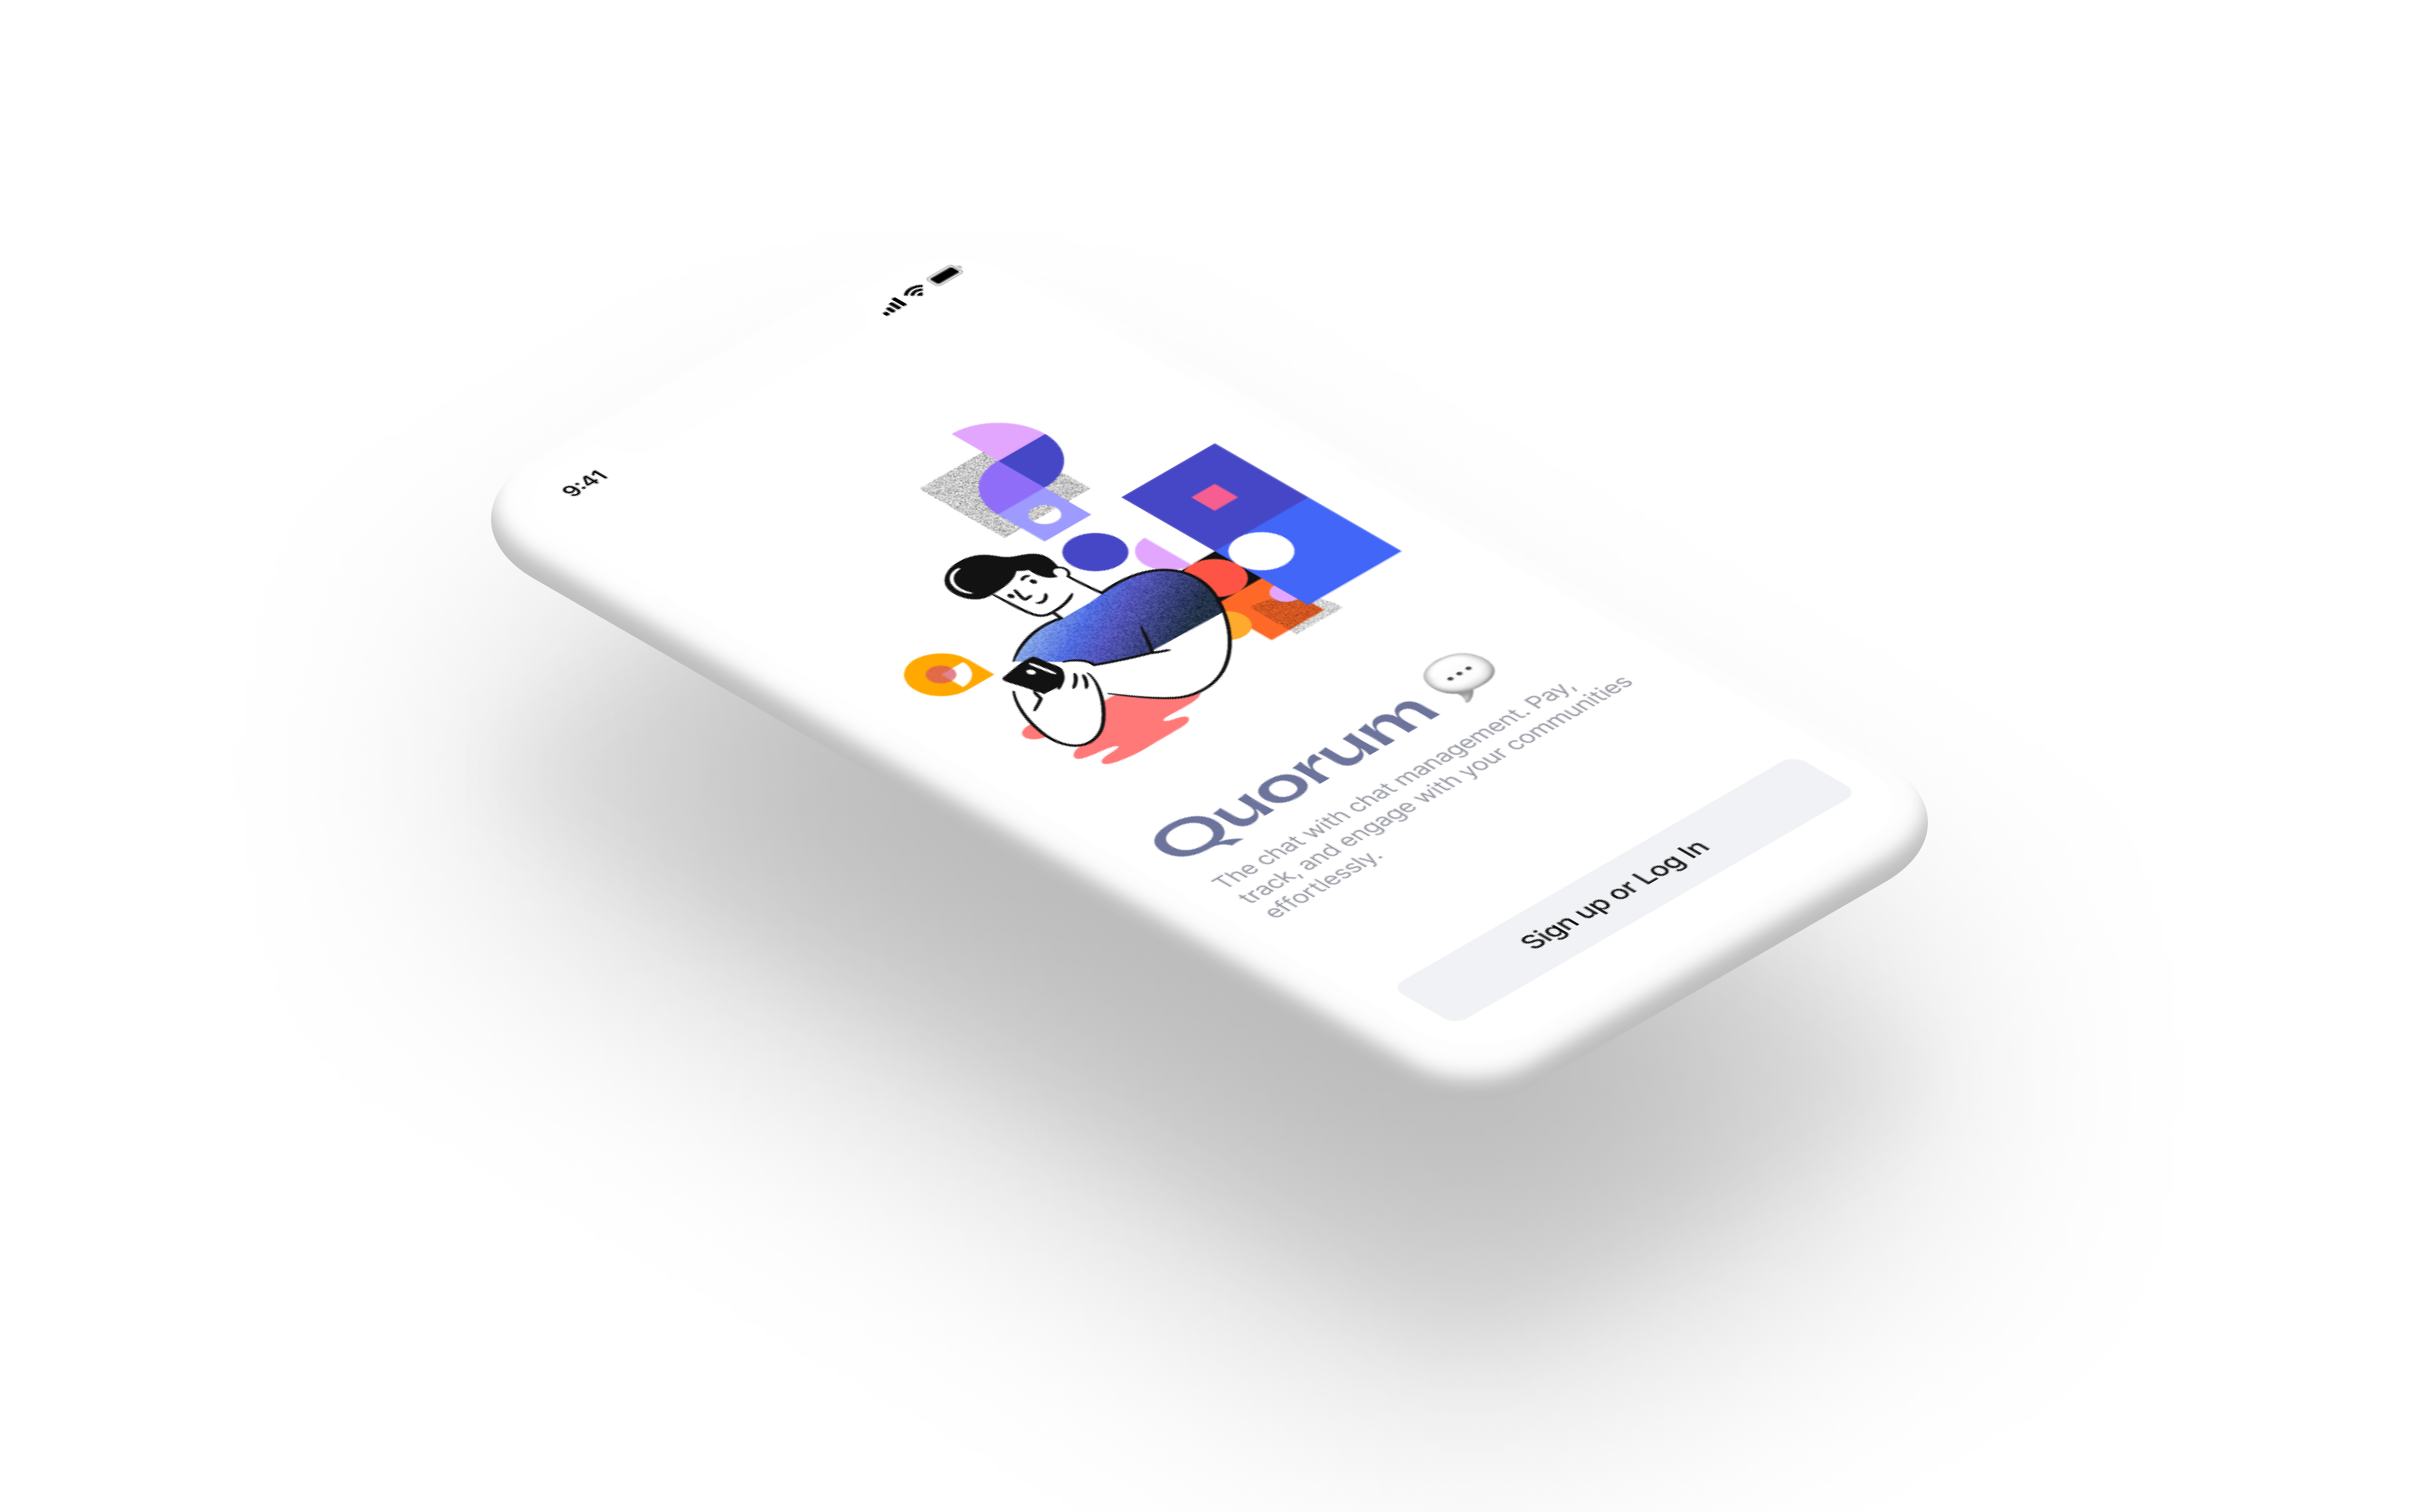 9:41
Quorum 💬
The chat with chat management. Pay,
track, and engage with your communities
effortlessly.
Sign up or Log In